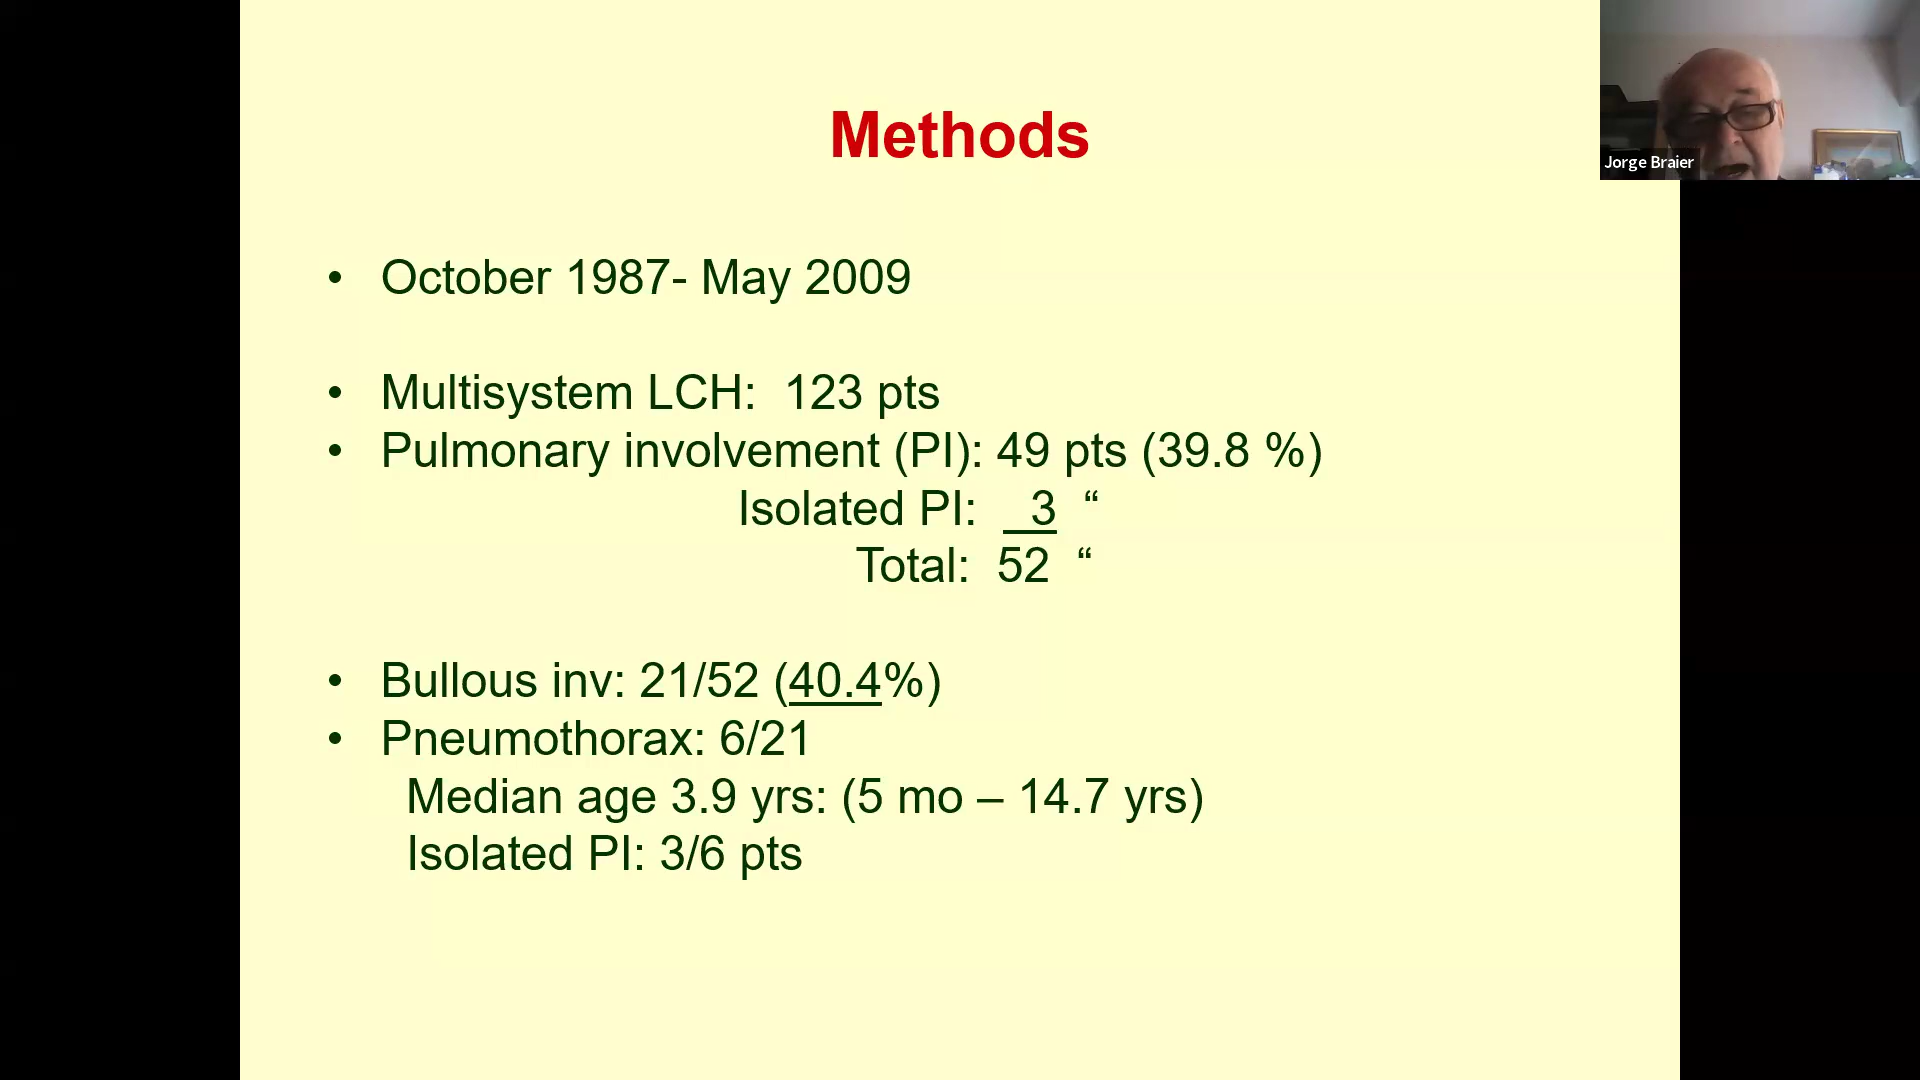 Methods
Jorge Braier
• October 1987- May 2009
• Multisystem LCH: 123 pts
• Pulmonary involvement (PI): 49 pts (39.8 %)
Isolated PI: 3 “
Total: 52 “
• Bullous inv: 21/52 (40.4%)
• Pneumothorax: 6/21
Median age 3.9 yrs: (5 mo – 14.7 yrs)
Isolated PI: 3/6 pts